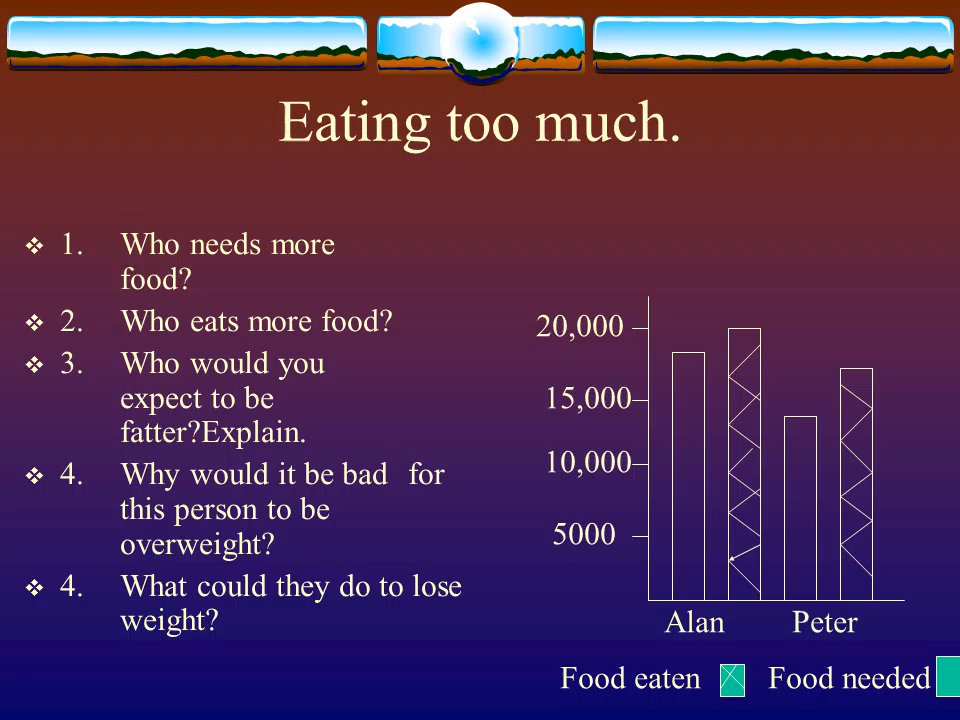 Eating too much.
1. Who needs more
food?
2. Who eats more food?
3. Who would you
expect to be
fatter?Explain.
4. Why would it be bad for
this person to be
overweight?
4. What could they do to lose
weight?
20,000
15,000
10,000
5000
Alan Peter
Food eaten Food needed